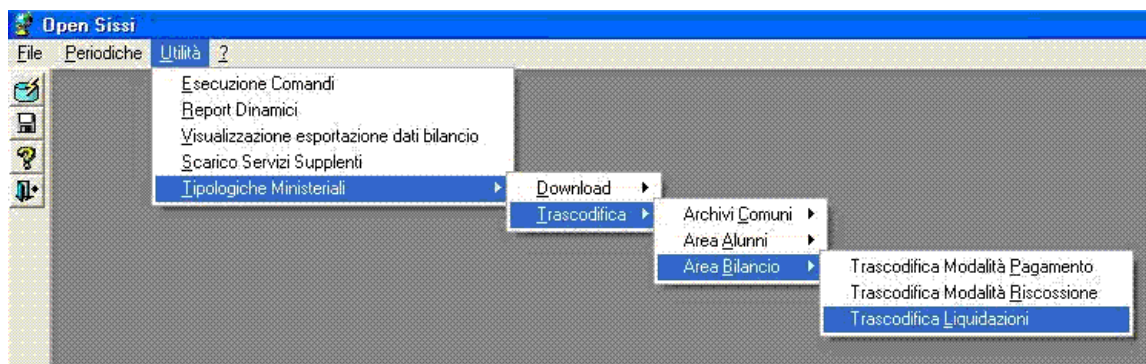 Open Sissi
File Periodiche Utilità ?
Esecuzione Comandi
Report Dinamici
Visualizzazione esportazione dati bilancio
Scarico Servizi Supplenti
Tipologiche Ministeriali
Download
Trascodifica
Archivi Comuni
Area Alunni
Area Bilancio
Trascodifica Modalità Pagamento
Trascodifica Modalità Riscossione
Trascodifica Liquidazioni